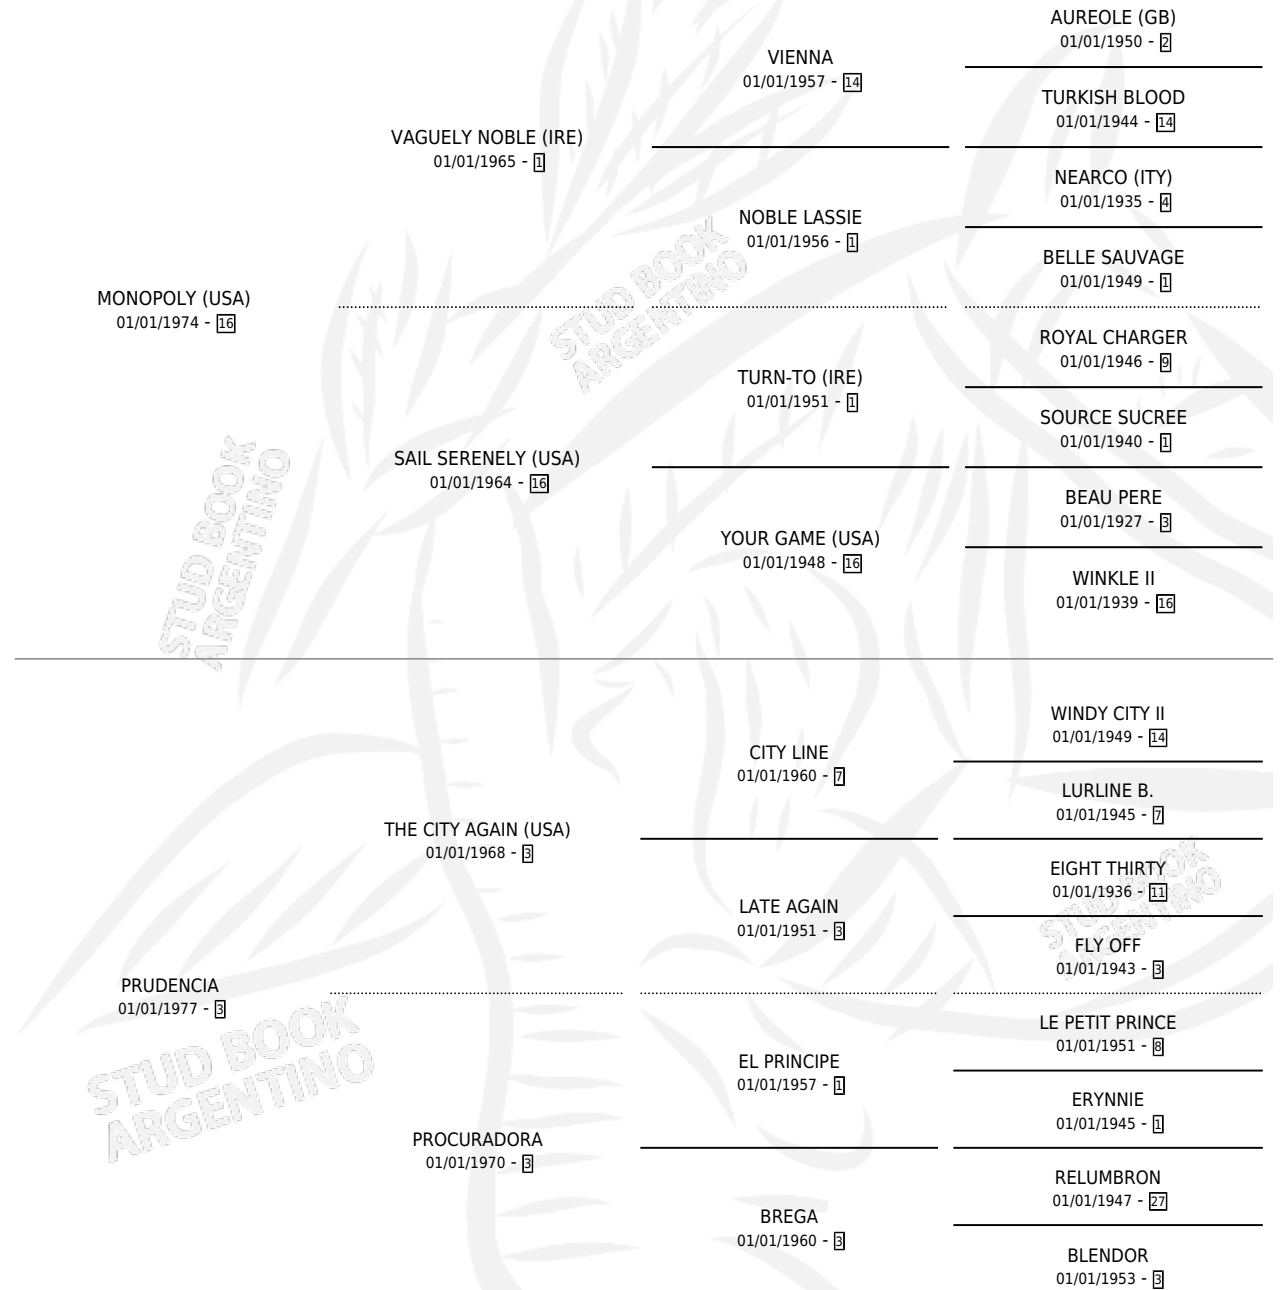 AUREOLE (GB)
01/01/1950 - 2
VIENNA
01/01/1957 - 14
TURKISH BLOOD
01/01/1944 - 14
VAGUELY NOBLE (IRE)
01/01/1965 - 1
NEARCO (ITY)
01/01/1935 - 4
NOBLE LASSIE
01/01/1956 - 1
BELLE SAUVAGE
01/01/1949 - 1
MONOPOLY (USA)
01/01/1974 - 16
ROYAL CHARGER
01/01/1946 - 9
TURN-TO (IRE)
01/01/1951 - 1
SOURCE SUCREE
01/01/1940 - 1
SAIL SERENELY (USA)
01/01/1964 - 16
BEAU PERE
01/01/1927 - 3
YOUR GAME (USA)
01/01/1948 - 16
WINKLE II
01/01/1939 - 16
WINDY CITY II
01/01/1949 - 14
CITY LINE
01/01/1960 - 7
LURLINE B.
01/01/1945 - 7
THE CITY AGAIN (USA)
01/01/1968 - 3
EIGHT THIRTY
01/01/1936 - 11
LATE AGAIN
01/01/1951 - 3
FLY OFF
01/01/1943 - 3
PRUDENCIA
01/01/1977 - 3
LE PETIT PRINCE
01/01/1951 - 8
EL PRINCIPE
01/01/1957 - 1
ERYNNIE
01/01/1945 - 1
PROCURADORA
01/01/1970 - 3
RELUMBRON
01/01/1947 - 27
BREGA
01/01/1960 - 3
BLENDOR
01/01/1953 - 3
STUD BOOK
ARGENTINO
STUD BOOK
ARGENTINO
STUD BOOK
ARGENTINO
STUD BOOK
ARGENTINO